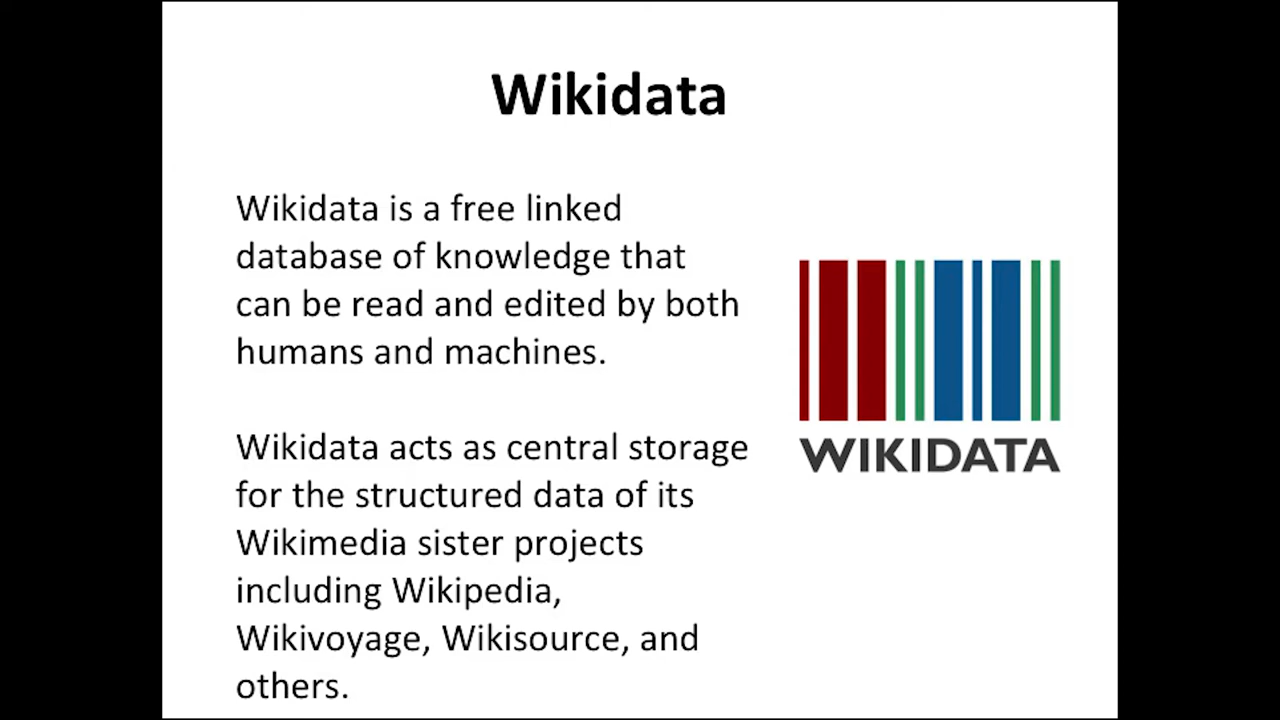 Wikidata
Wikidata is a free linked
database of knowledge that
can be read and edited by both
humans and machines.
Wikidata acts as central storage
for the structured data of its
Wikimedia sister projects
including Wikipedia,
Wikivoyage, Wikisource, and
others.
WIKIDATA